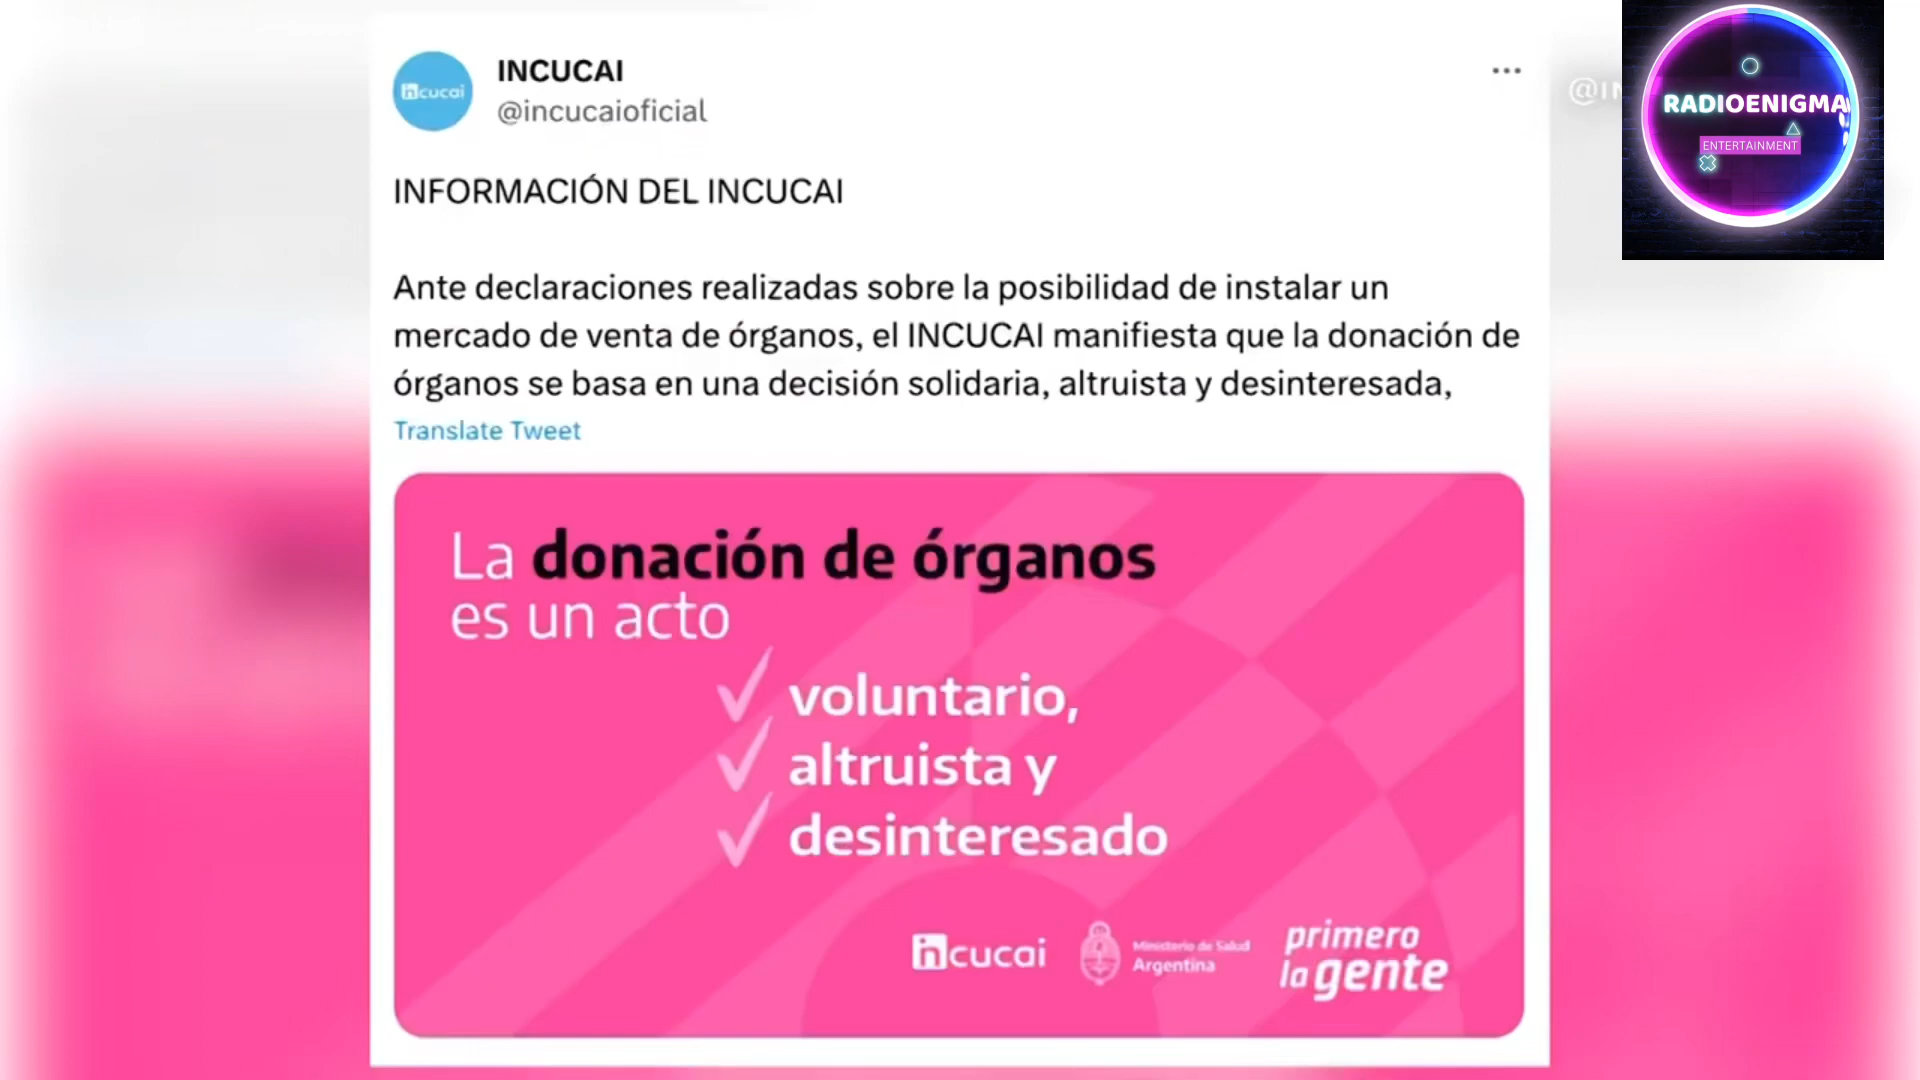 INCUCAI
@incucaioficial
incucai
INFORMACIÓN DEL INCUCAI
Ante declaraciones realizadas sobre la posibilidad de instalar un
mercado de venta de órganos, el INCUCAI manifiesta que la donación de
órganos se basa en una decisión solidaria, altruista y desinteresada,
Translate Tweet
La donación de órganos
es un acto
voluntario,
altruista y
desinteresado
incucai
Ministerio de Salud
Argentina
primero
la gente
RADIOENIGMA
ENTERTAINMENT